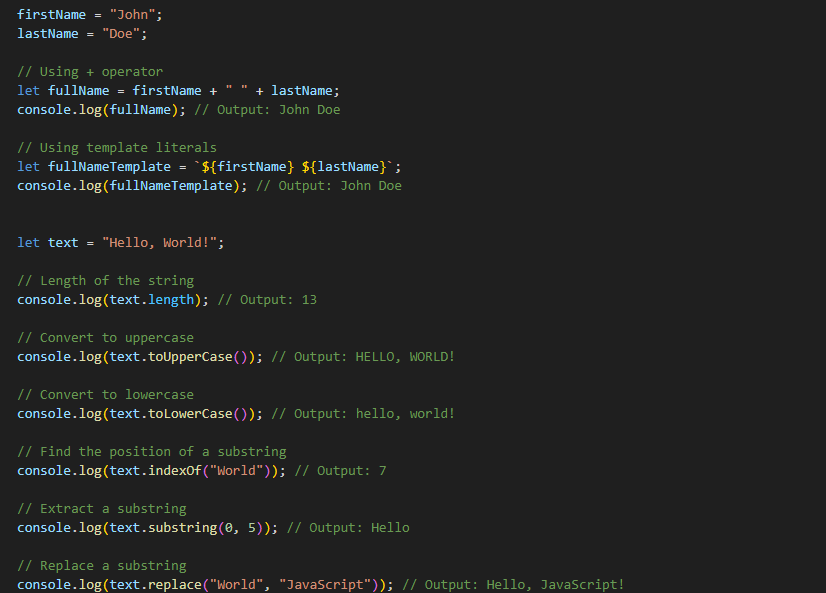 firstName = "John";
lastName = "Doe";
// Using + operator
let fullName = firstName + " " + lastName;
console.log(fullName); // Output: John Doe
// Using template literals
let fullNameTemplate = `${firstName} ${lastName}`;
console.log(fullNameTemplate); // Output: John Doe
let text = "Hello, World!";
// Length of the string
console.log(text.length); // Output: 13
// Convert to uppercase
console.log(text.toUpperCase()); // Output: HELLO, WORLD!
// Convert to lowercase
console.log(text.toLowerCase()); // Output: hello, world!
// Find the position of a substring
console.log(text.indexOf("World")); // Output: 7
// Extract a substring
console.log(text.substring(0, 5)); // Output: Hello
// Replace a substring
console.log(text.replace("World", "JavaScript")); // Output: Hello, JavaScript!